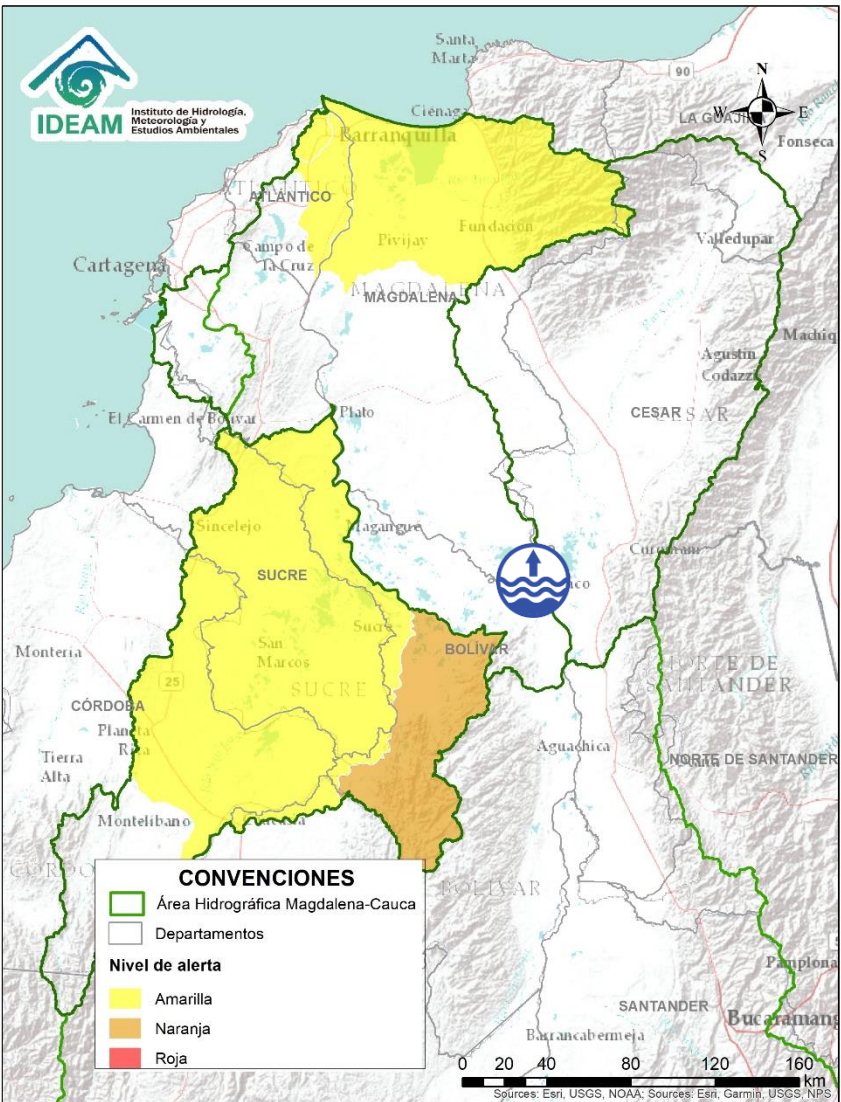 IDEAM
Instituto de Hidrología,
Meteorología y
Estudios Ambientales
Santa
Marta
90
N
W
E
S
Ciénaga
LA GUAJIRA
Fonseca
Barranquilla
ATLÁNTICO
Fundación
Valledupar
Pivijay
Campo de
la Cruz
Cartagena
MAGDALENA
MAGDALENA
Machiq
Agustín
Codazzi
CESAR
CESAR
El Carmen de Bolívar
Plato
Sincelejo
Magangue
Curumaní
SUCRE
Sucre
San
Marcos
BOLÍVAR
Montería
SUCRE
NORTE DE
SANTANDER
25
CÓRDOBA
Planeta
Rica
Aguachica
NORTE DE SANTANDER
Tierra
Alta
Montelíbano
BOLÍVAR
CONVENCIONES
Área Hidrográfica Magdalena-Cauca
Departamentos
Nivel de alerta
Amarilla
Naranja
Roja
Pamplona
SANTANDER
Bucaramang
Barrancabermeja
0 20 40 80 120 160
km
Sources: Esri, USGS, NOAA; Sources: Esri, Garmin, USGS, NPS